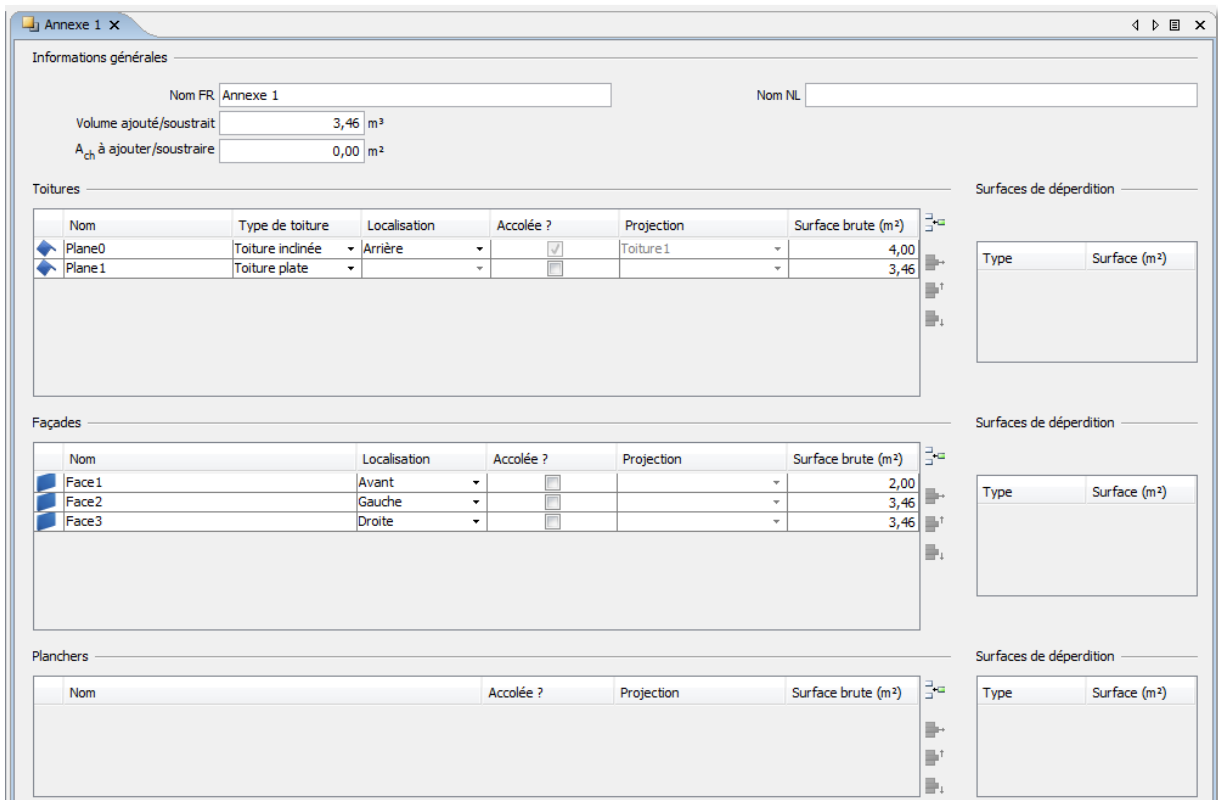 Annexe 1
Informations générales
Nom FR Annexe 1 Nom NL
Volume ajouté/soustrait 3,46 m³
Ach à ajouter/soustraire 0,00 m²
Toitures Surfaces de déperdition
Nom Type de toiture Localisation Accolée ? Projection Surface brute (m²)
Plane0 Toiture inclinée Arrière Toiture1 4,00
Type Surface (m²)
Plane1 Toiture plate 3,46
Façades Surfaces de déperdition
Nom Localisation Accolée ? Projection Surface brute (m²)
Face1 Avant 2,00
Type Surface (m²)
Face2 Gauche 3,46
Face3 Droite 3,46
Planchers Surfaces de déperdition
Nom Accolée ? Projection Surface brute (m²) Type Surface (m²)